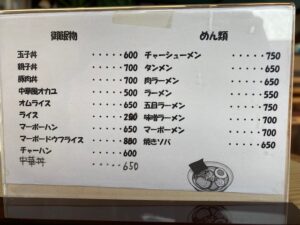 御飯物
玉子丼 ・・・・・600
親子丼 ・・・・・700
豚肉丼 ・・・・・700
中華風オカユ ・・・・・500
オムライス ・・・・・650
ライス ・・・・・
マーボーハン ・・・・・650
マーボードウフライス ・・・・・
チャーハン ・・・・・600
中華丼 ・・・・・650
めん類
チャーシューメン ・・・・・750
タンメン ・・・・・650
肉ラーメン ・・・・・650
ラーメン ・・・・・550
五目ラーメン ・・・・・750
味噌ラーメン ・・・・・700
マーボーメン ・・・・・700
焼きソバ ・・・・・650